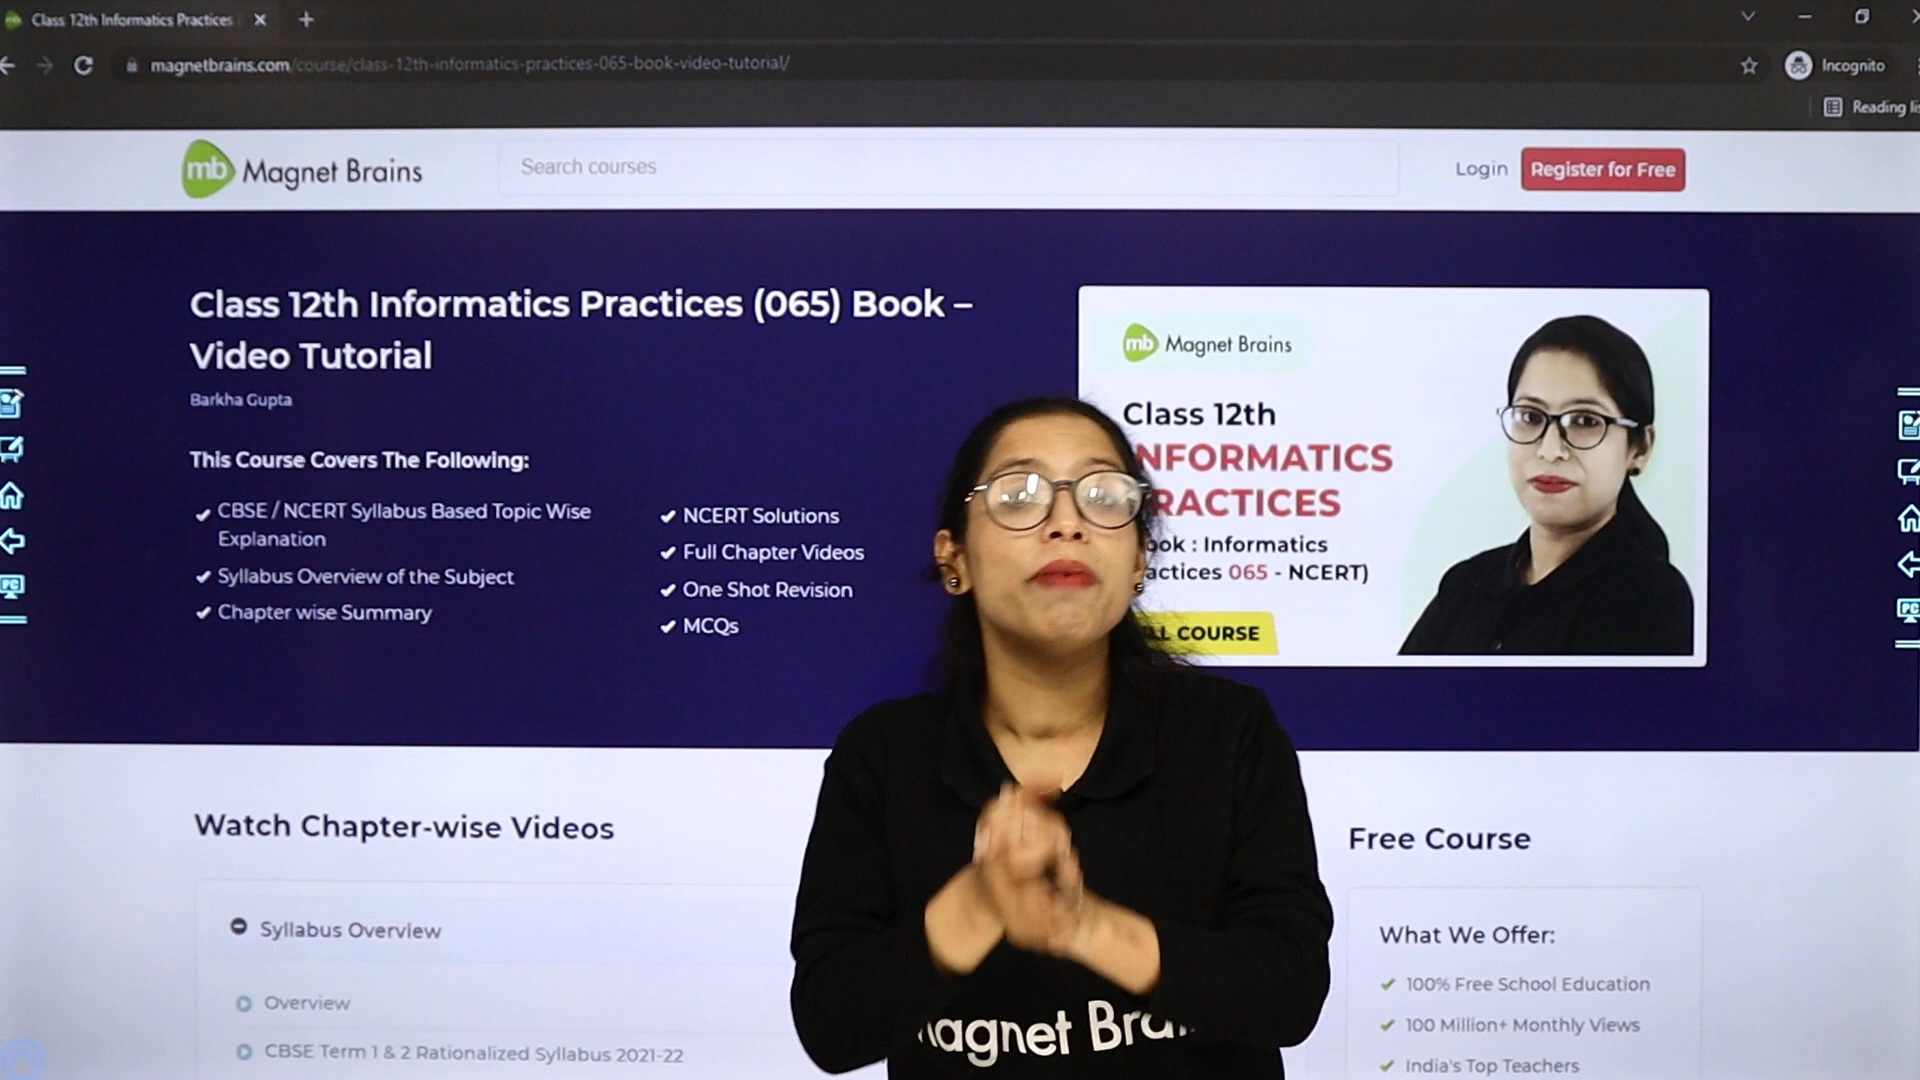 Class 12th Informatics Practices
magnetbrains.com/course/class-12th-informatics-practices-065-book-video-tutorial/
Incognito
Reading
mb Magnet Brains
Search courses
Login
Register for Free
Class 12th Informatics Practices (065) Book –
Video Tutorial
Barkha Gupta
This Course Covers The Following:
CBSE / NCERT Syllabus Based Topic Wise
Explanation
Syllabus Overview of the Subject
Chapter wise Summary
NCERT Solutions
Full Chapter Videos
One Shot Revision
MCQs
mb Magnet Brains
Class 12th
NFORMATICS
RACTICES
ook : Informatics
actices 065 - NCERT)
LL COURSE
Watch Chapter-wise Videos
Syllabus Overview
Overview
CBSE Term 1 & 2 Rationalized Syllabus 2021-22
Free Course
What We Offer:
100% Free School Education
100 Million+ Monthly Views
India's Top Teachers
agnet Bra
PC
PC